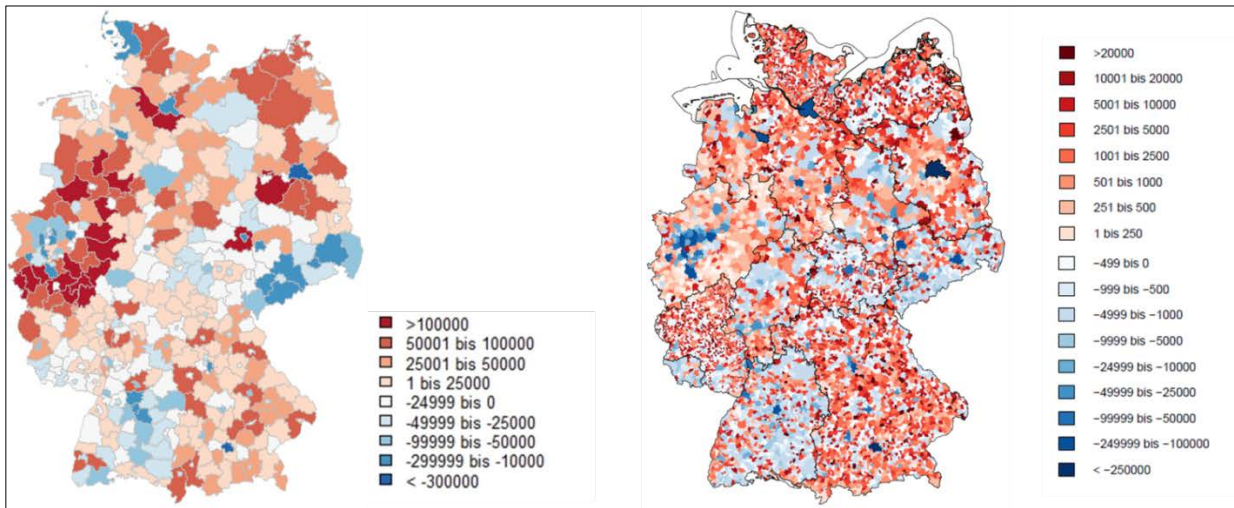 >100000
50001 bis 100000
25001 bis 50000
1 bis 25000
-24999 bis 0
-49999 bis -25000
-99999 bis -50000
-299999 bis -10000
< -300000
>20000
10001 bis 20000
5001 bis 10000
2501 bis 5000
1001 bis 2500
501 bis 1000
251 bis 500
1 bis 250
−499 bis 0
−999 bis −500
−4999 bis −1000
−9999 bis −5000
−24999 bis −10000
−49999 bis −25000
−99999 bis −50000
−249999 bis −100000
< −250000